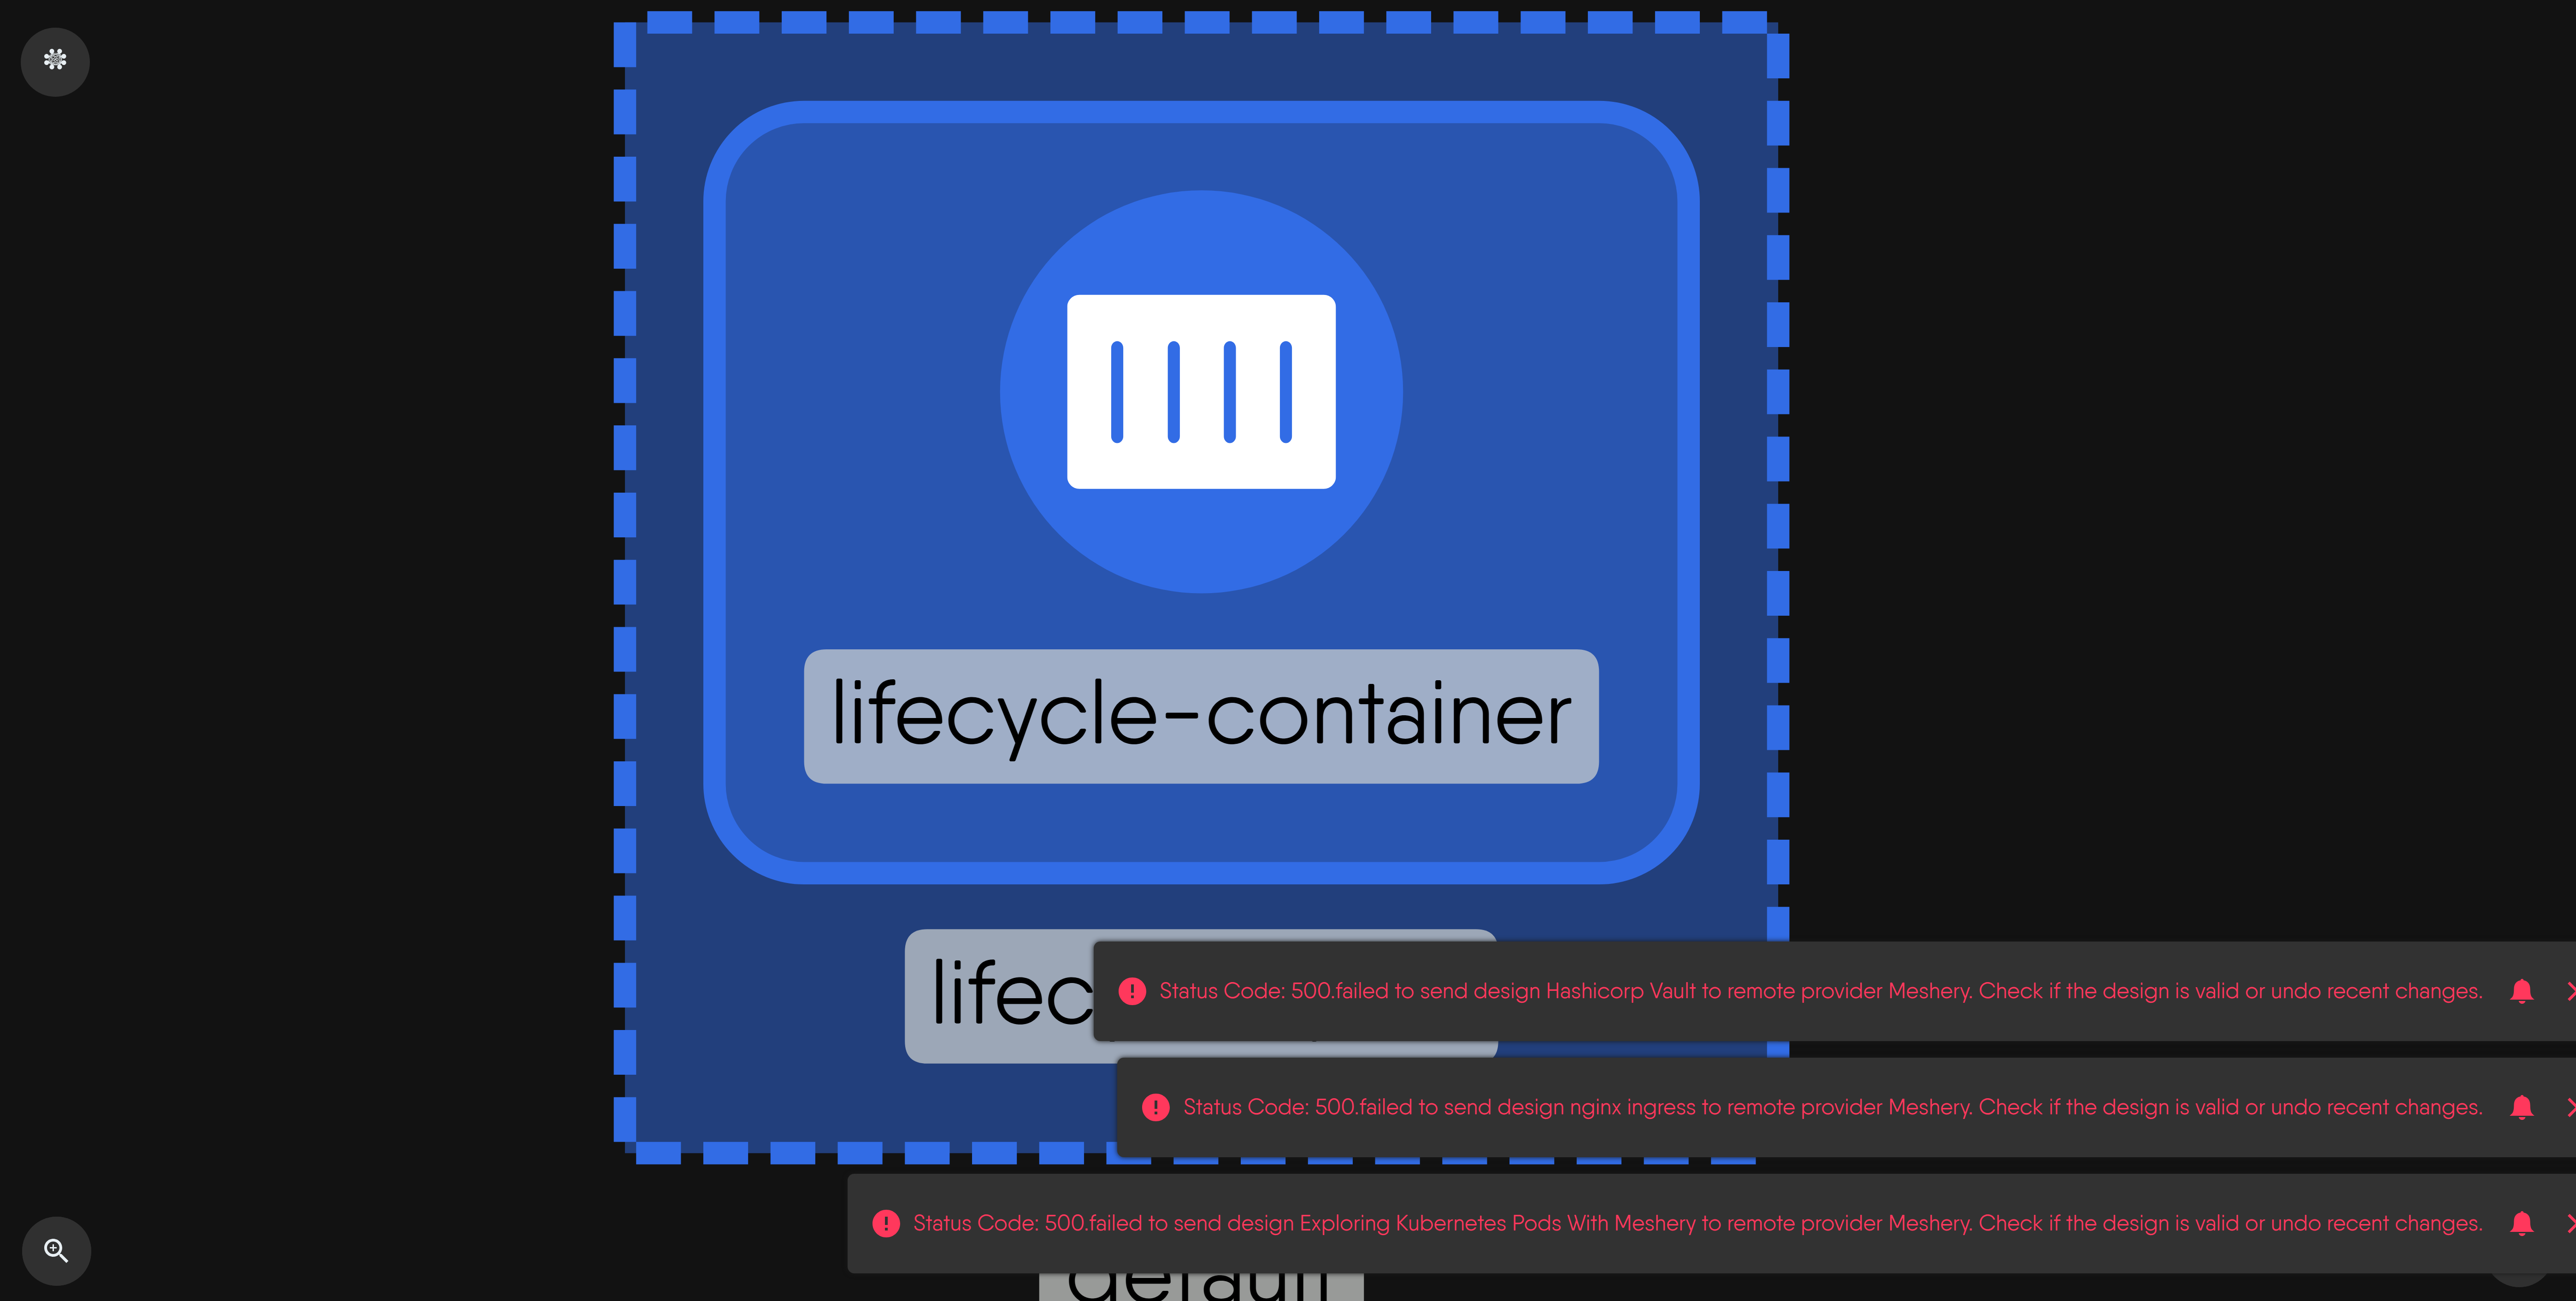 lifecycle-container
lifec
Status Code: 500.failed to send design Hashicorp Vault to remote provider Meshery. Check if the design is valid or undo recent changes.
Status Code: 500.failed to send design nginx ingress to remote provider Meshery. Check if the design is valid or undo recent changes.
Status Code: 500.failed to send design Exploring Kubernetes Pods With Meshery to remote provider Meshery. Check if the design is valid or undo recent changes.
default